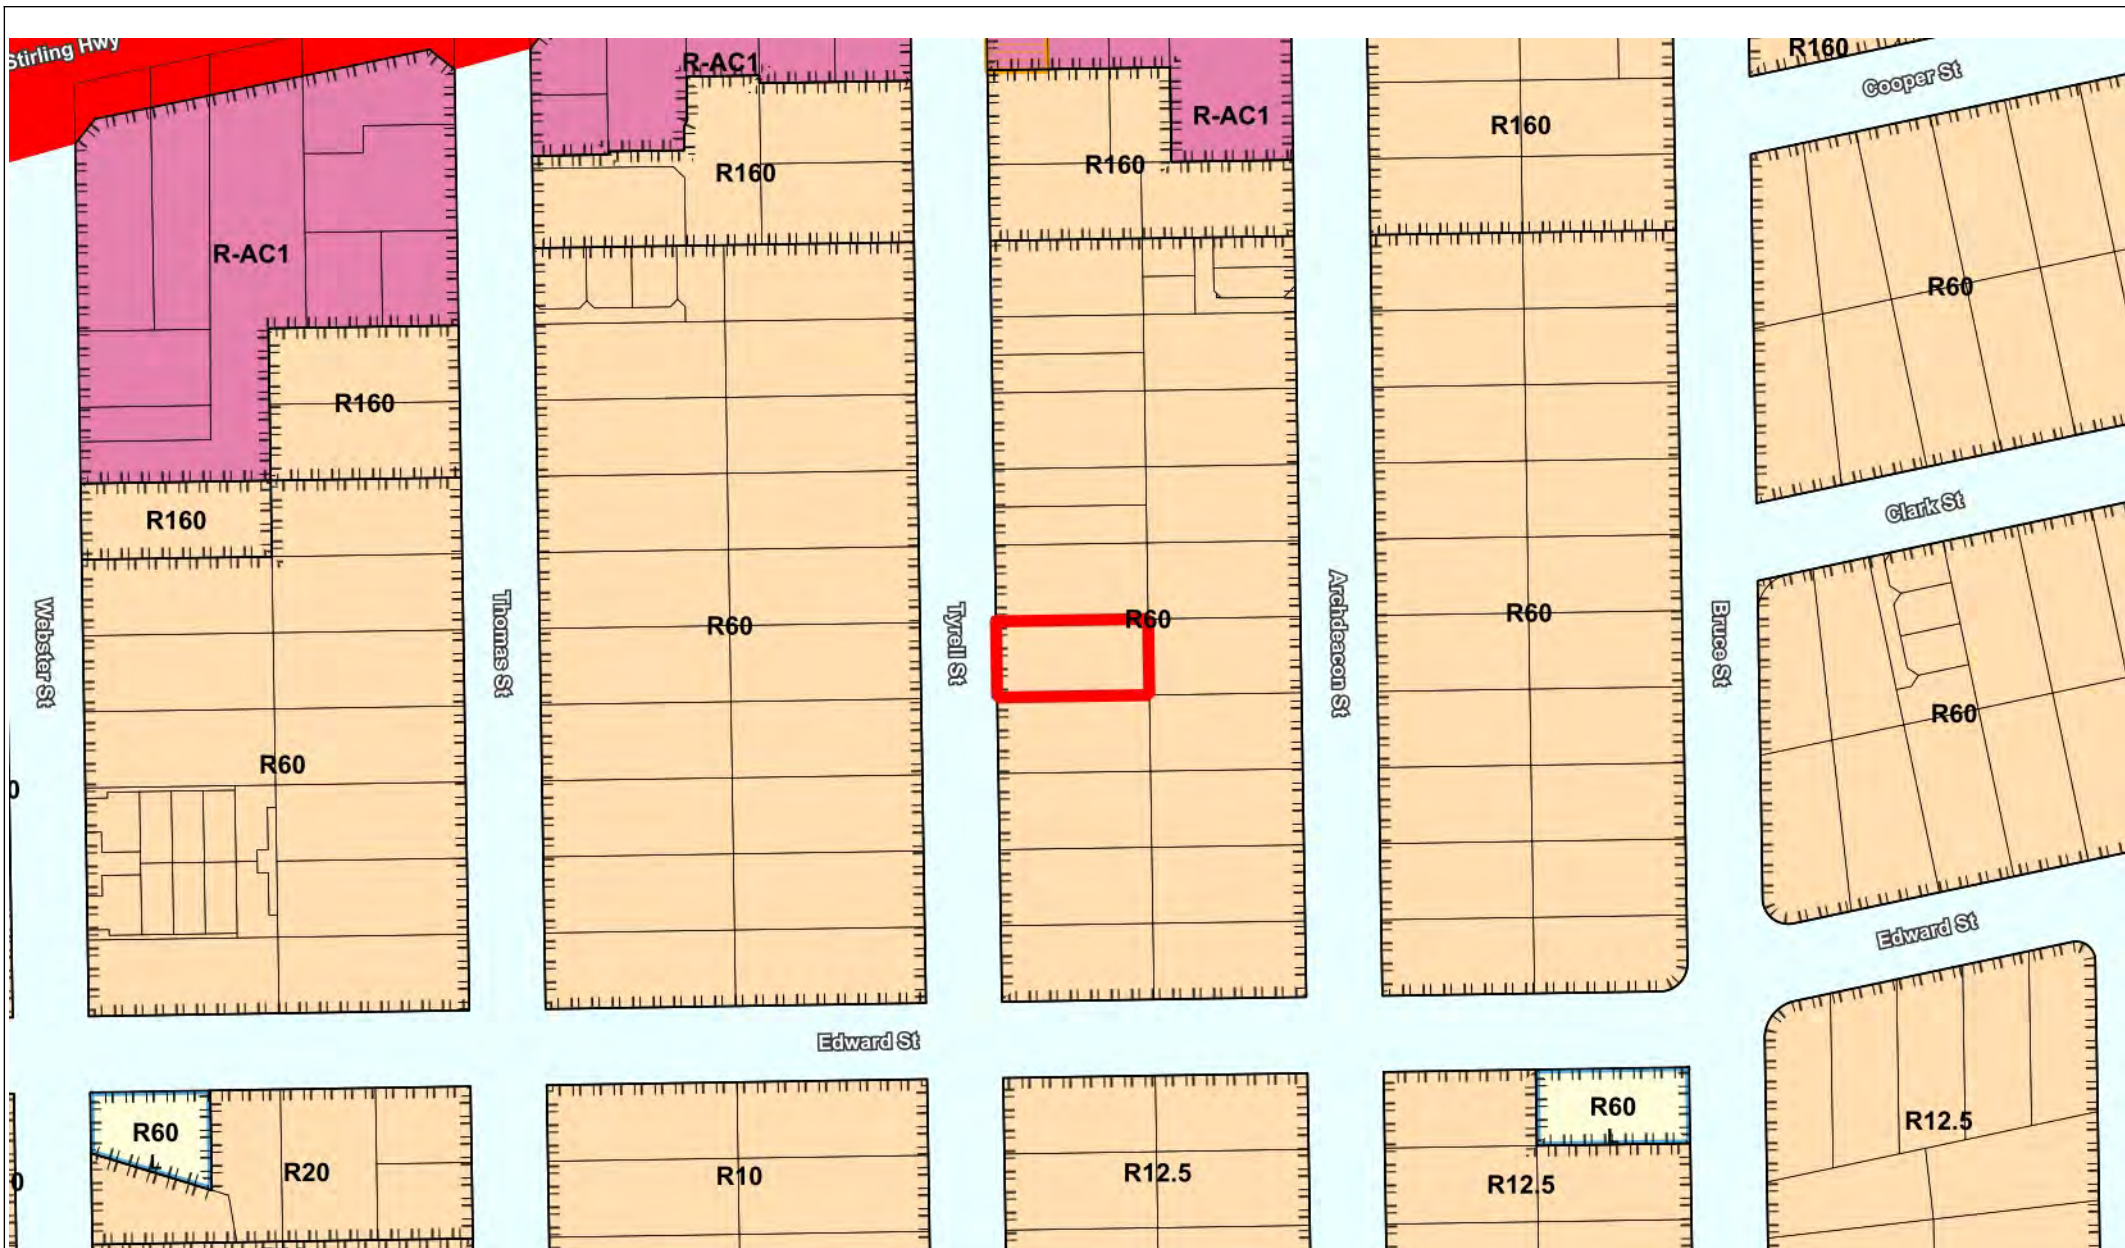 Stirling Hwy
R-AC1
R160
Cooper St
R-AC1
R160
R160
R160
R-AC1
R60
R160
R160
Clark St
Webster St
Thomas St
R60
Tyrell St
R60
Archdeacon St
R60
Bruce St
R60
R60
0
Edward St
Edward St
R60
L
R20
R10
R12.5
R60
L
R12.5
R12.5
0